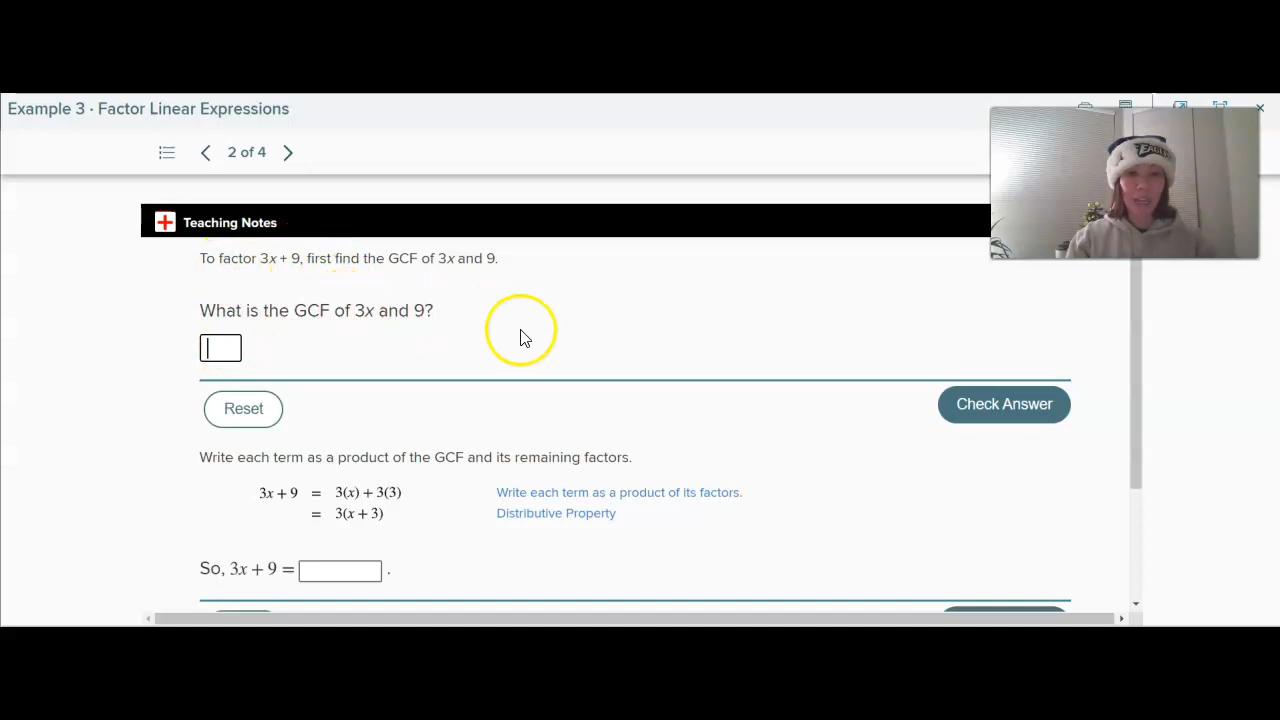 Example 3 · Factor Linear Expressions
2 of 4
Teaching Notes
To factor 3x + 9, first find the GCF of 3x and 9.
What is the GCF of 3x and 9?
Reset
Check Answer
Write each term as a product of the GCF and its remaining factors.
3x + 9 = 3(x) + 3(3) Write each term as a product of its factors.
= 3(x + 3) Distributive Property
So, 3x + 9 = .
EAGLES